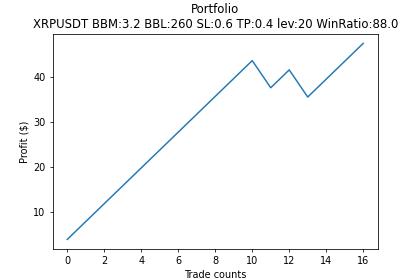 Portfolio
XRPUSDT BBM:3.2 BBL:260 SL:0.6 TP:0.4 lev:20 WinRatio:88.0
40
30
20
10
Profit ($)
0 2 4 6 8 10 12 14 16
Trade counts